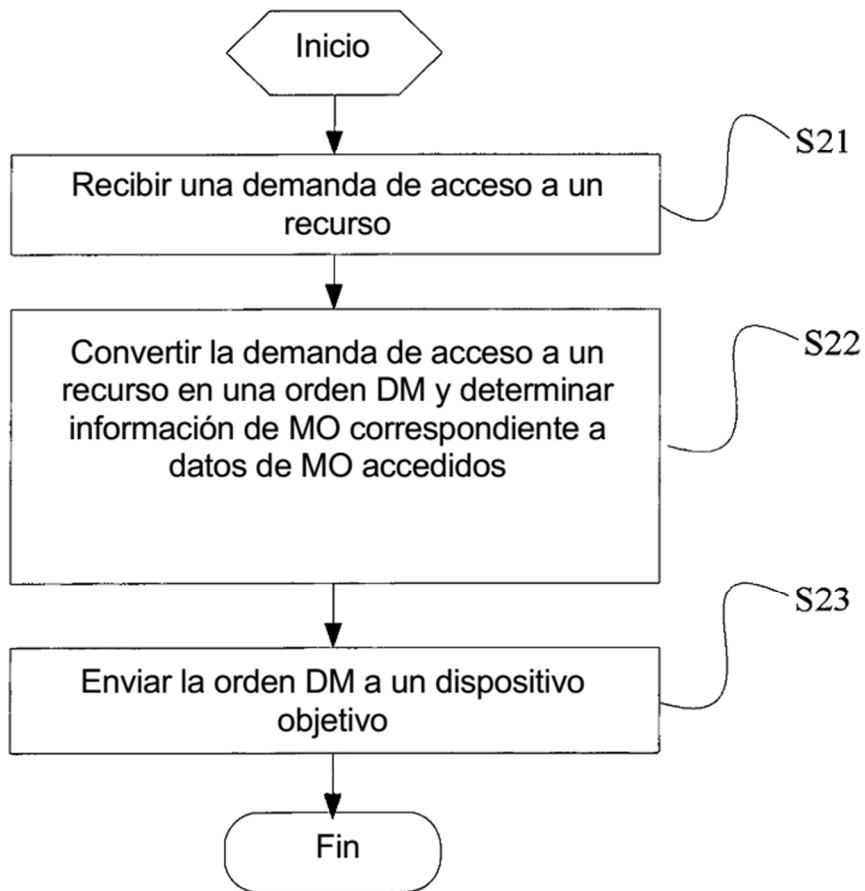 Inicio
S21
Recibir una demanda de acceso a un
recurso
S22
Convertir la demanda de acceso a un
recurso en una orden DM y determinar
información de MO correspondiente a
datos de MO accedidos
S23
Enviar la orden DM a un dispositivo
objetivo
Fin